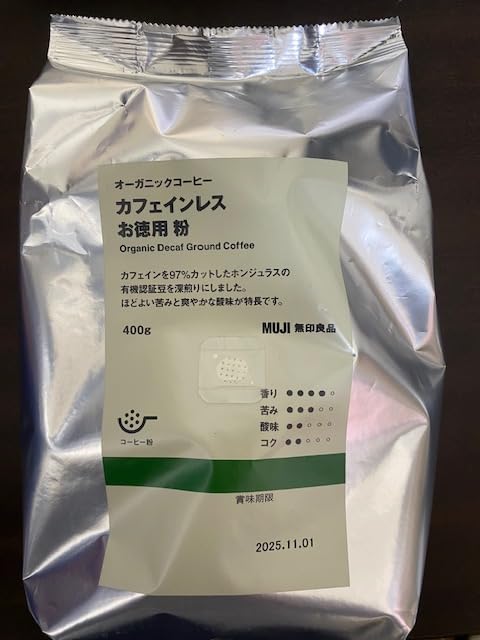 オーガニックコーヒー
カフェインレス
お徳用 粉
Organic Decaf Ground Coffee
カフェインを97%カットしたホンジュラスの
有機認証豆を深煎りにしました。
ほどよい苦みと爽やかな酸味が特長です。
400g
MUJI 無印良品
香り ●●●●○
苦み ●●●○○
酸味 ●●○○○
コク ●●○○○
コーヒー粉
賞味期限
2025.11.01